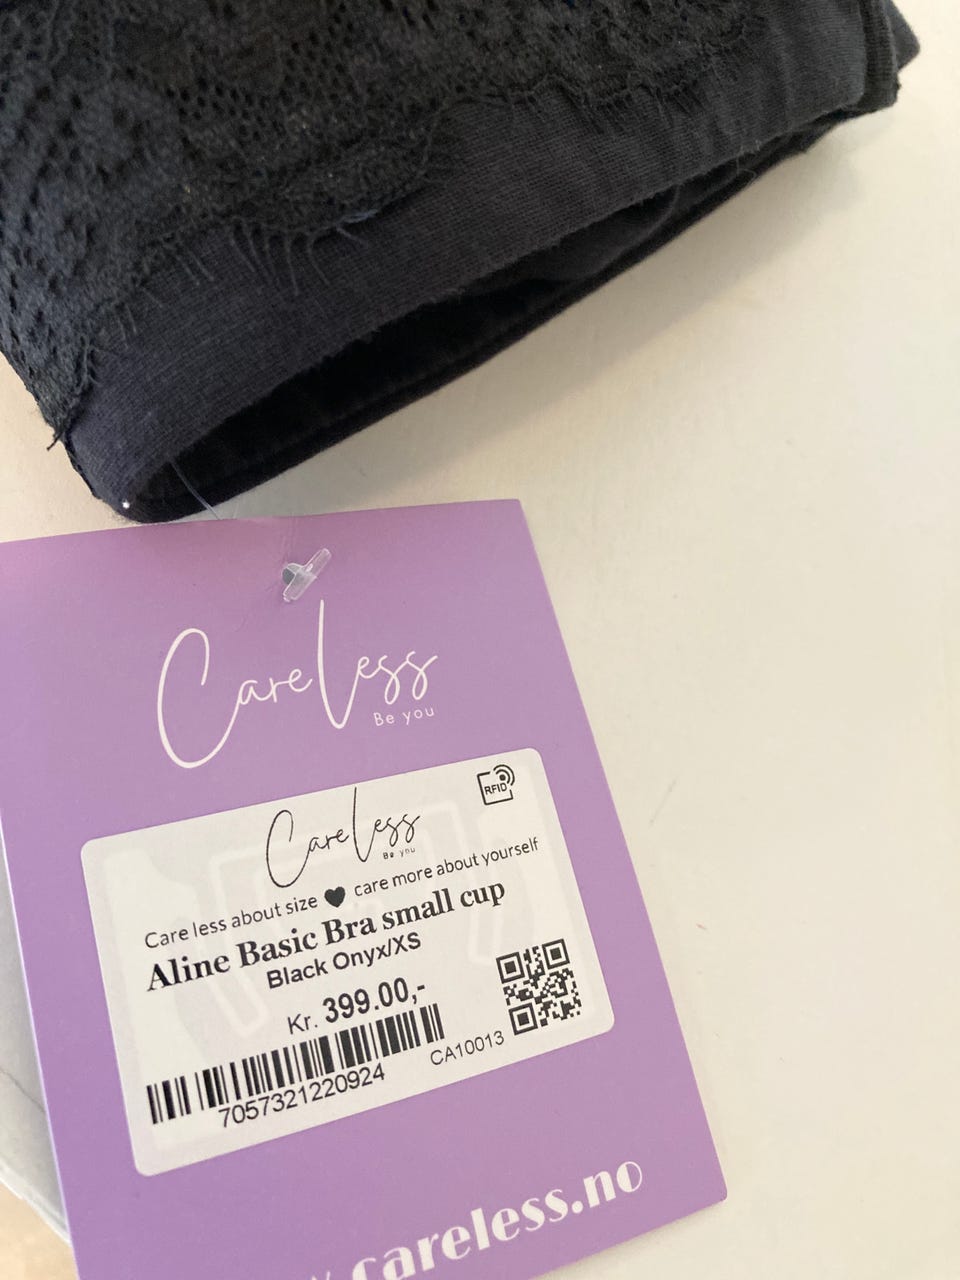 Careless
Be you
RFID
Careless
Be you
Care less about size ♥ care more about yourself
Aline Basic Bra small cup
Black Onyx/XS
Kr. 399.00,-
CA10013
7057321220924
careless.no